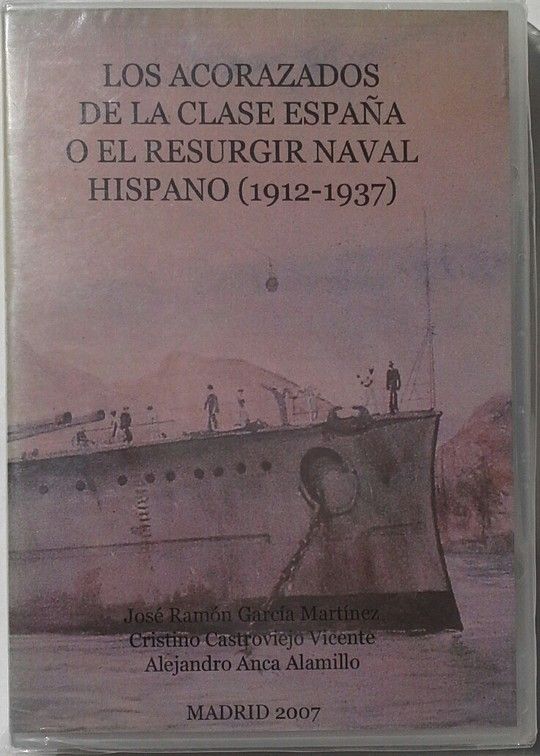 LOS ACORAZADOS
DE LA CLASE ESPAÑA
O EL RESURGIR NAVAL
HISPANO (1912-1937)
José Ramón García Martínez
Cristino Castroviejo Vicente
Alejandro Anca Alamillo
MADRID 2007